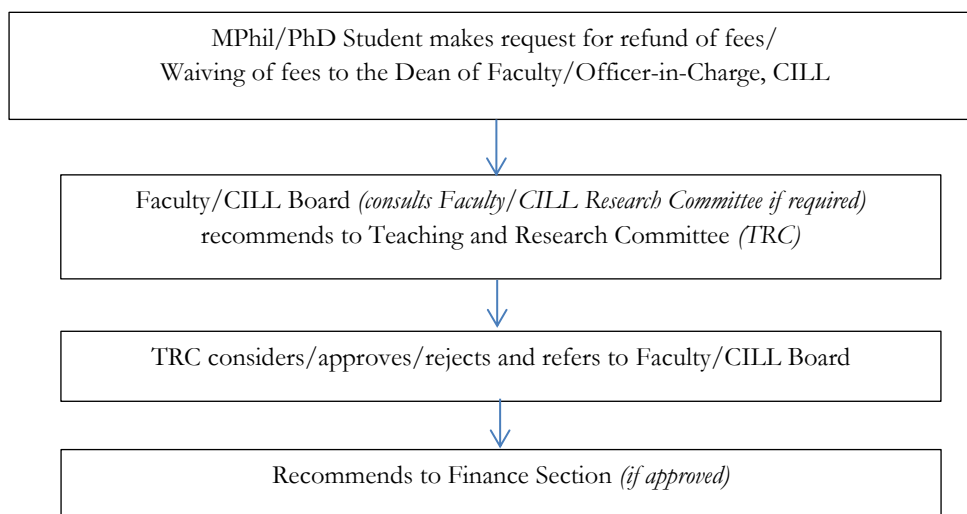 MPhil/PhD Student makes request for refund of fees/
Waiving of fees to the Dean of Faculty/Officer-in-Charge, CILL
Faculty/CILL Board (consults Faculty/CILL Research Committee if required)
recommends to Teaching and Research Committee (TRC)
TRC considers/approves/rejects and refers to Faculty/CILL Board
Recommends to Finance Section (if approved)